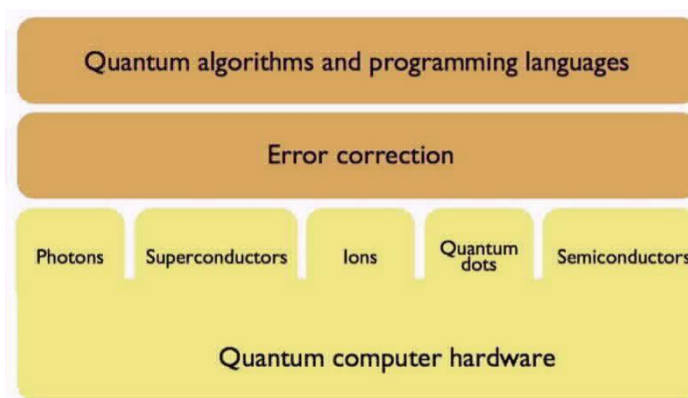 Quantum algorithms and programming languages
Error correction
Photons
Superconductors
Ions
Quantum
dots
Semiconductors
Quantum computer hardware